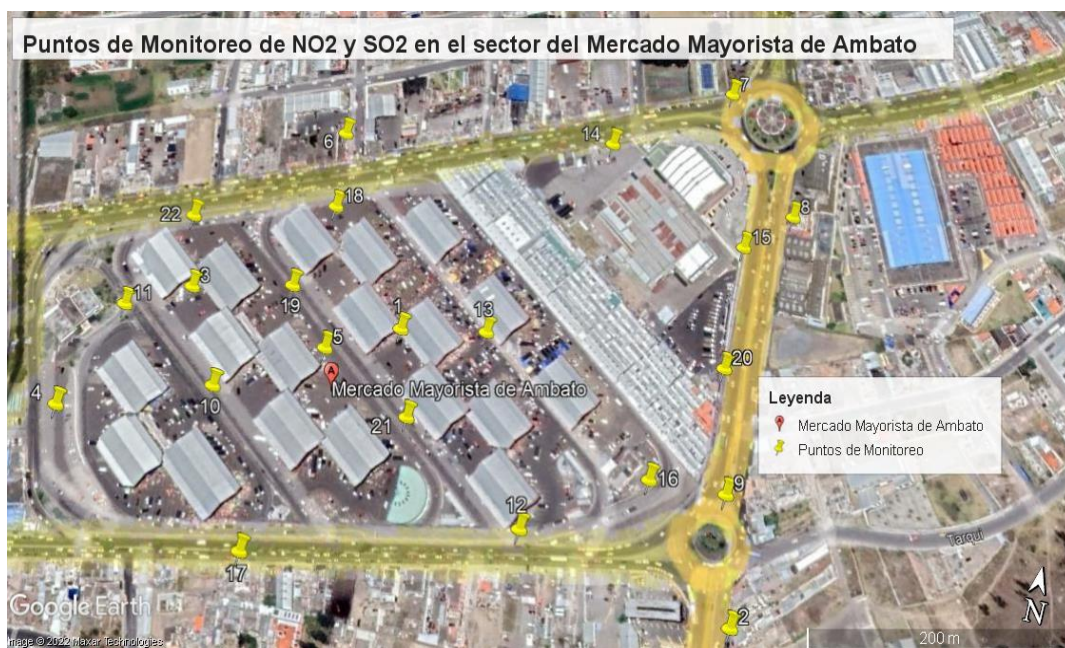 Puntos de Monitoreo de NO2 y SO2 en el sector del Mercado Mayorista de Ambato
7
6
14
18
22
8
15
3
11
19
1
13
5
Mercado Mayorista de Ambato
20
4
10
21
Leyenda
Mercado Mayorista de Ambato
Puntos de Monitoreo
16
9
12
17
Tarqui
Google Earth
N
2
Image © 2022 Maxar Technologies
200 m
A